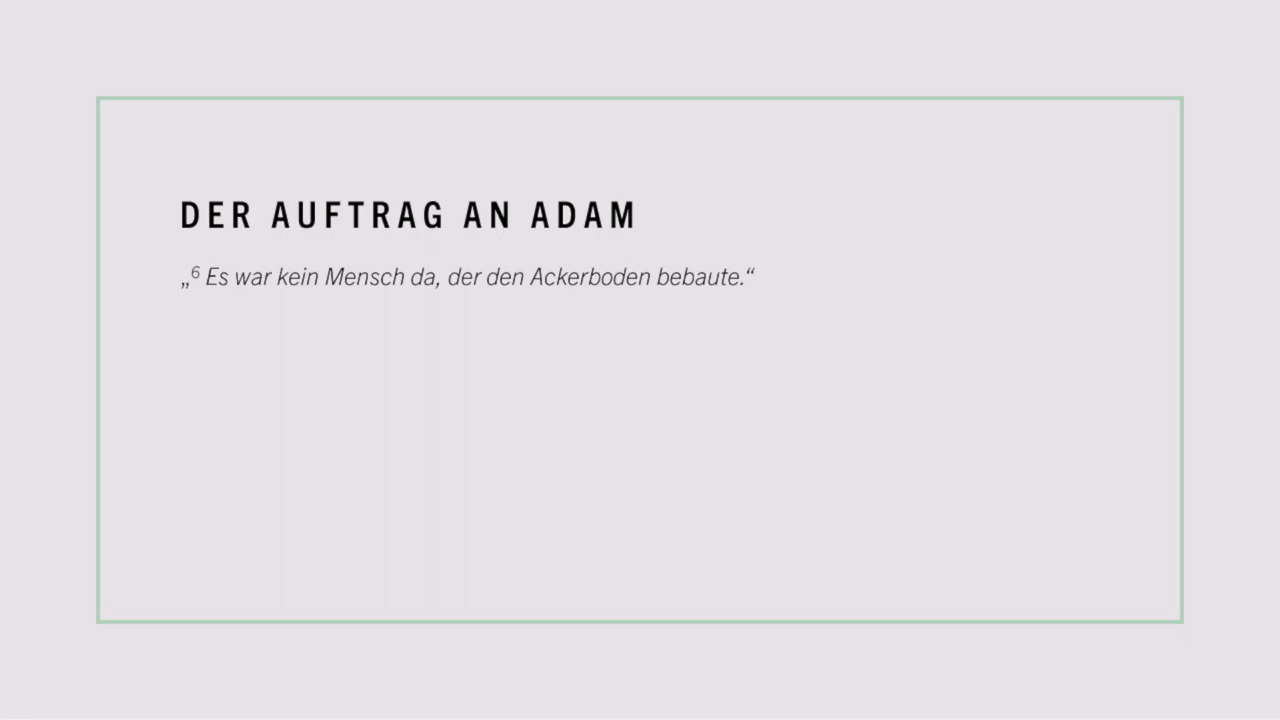 DER AUFTRAG AN ADAM
„⁶ Es war kein Mensch da, der den Ackerboden bebaute.“